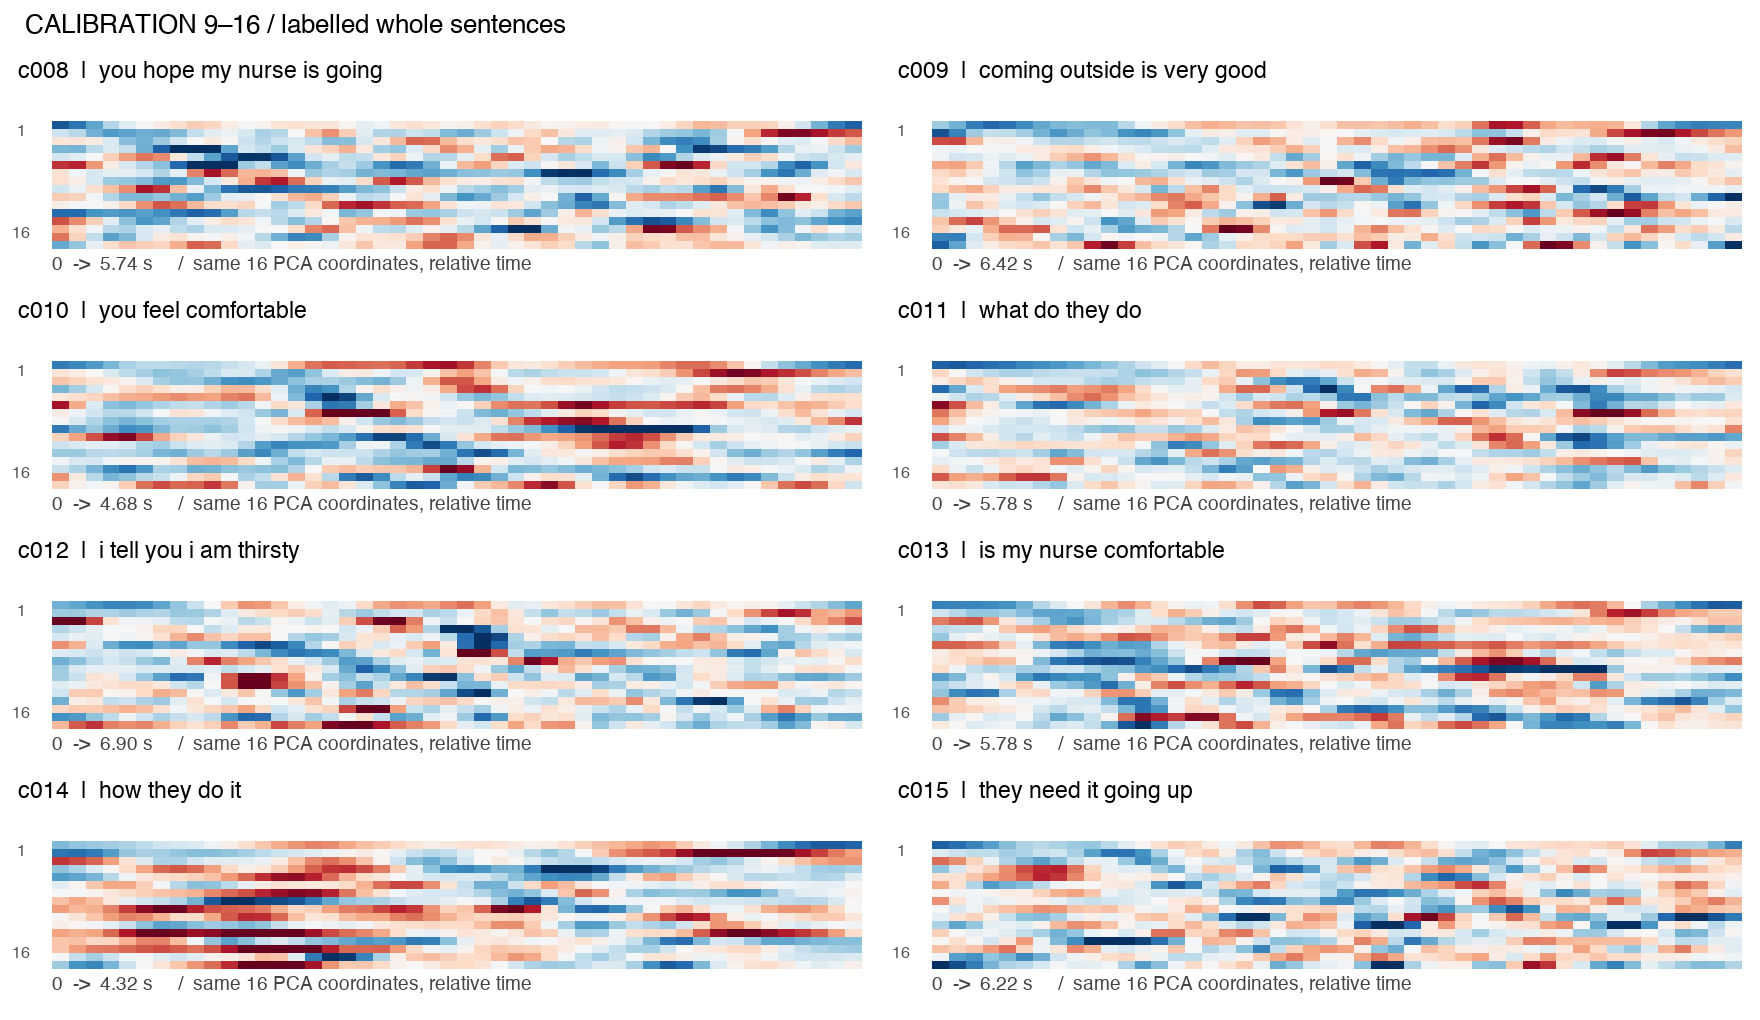 CALIBRATION 9–16 / labelled whole sentences
c008 | you hope my nurse is going
1
16
0 -> 5.74 s / same 16 PCA coordinates, relative time
c009 | coming outside is very good
1
16
0 -> 6.42 s / same 16 PCA coordinates, relative time
c010 | you feel comfortable
1
16
0 -> 4.68 s / same 16 PCA coordinates, relative time
c011 | what do they do
1
16
0 -> 5.78 s / same 16 PCA coordinates, relative time
c012 | i tell you i am thirsty
1
16
0 -> 6.90 s / same 16 PCA coordinates, relative time
c013 | is my nurse comfortable
1
16
0 -> 5.78 s / same 16 PCA coordinates, relative time
c014 | how they do it
1
16
0 -> 4.32 s / same 16 PCA coordinates, relative time
c015 | they need it going up
1
16
0 -> 6.22 s / same 16 PCA coordinates, relative time